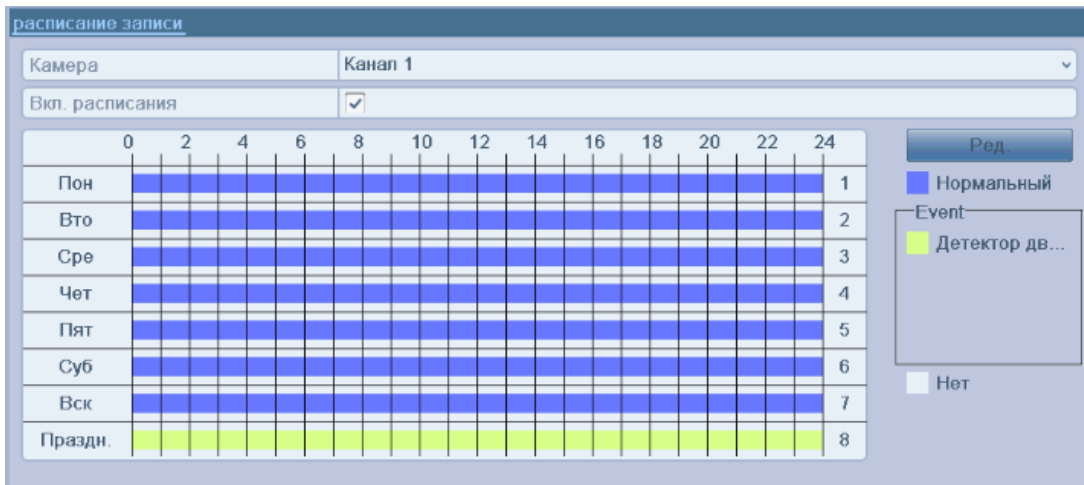 расписание записи
Камера Канал 1
Вкл. расписания
0 2 4 6 8 10 12 14 16 18 20 22 24
Ред.
Пон 1
Нормальный
Вто 2
Event
Сре 3
Детектор дв...
Чет 4
Пят 5
Суб 6
Нет
Вск 7
Праздн. 8